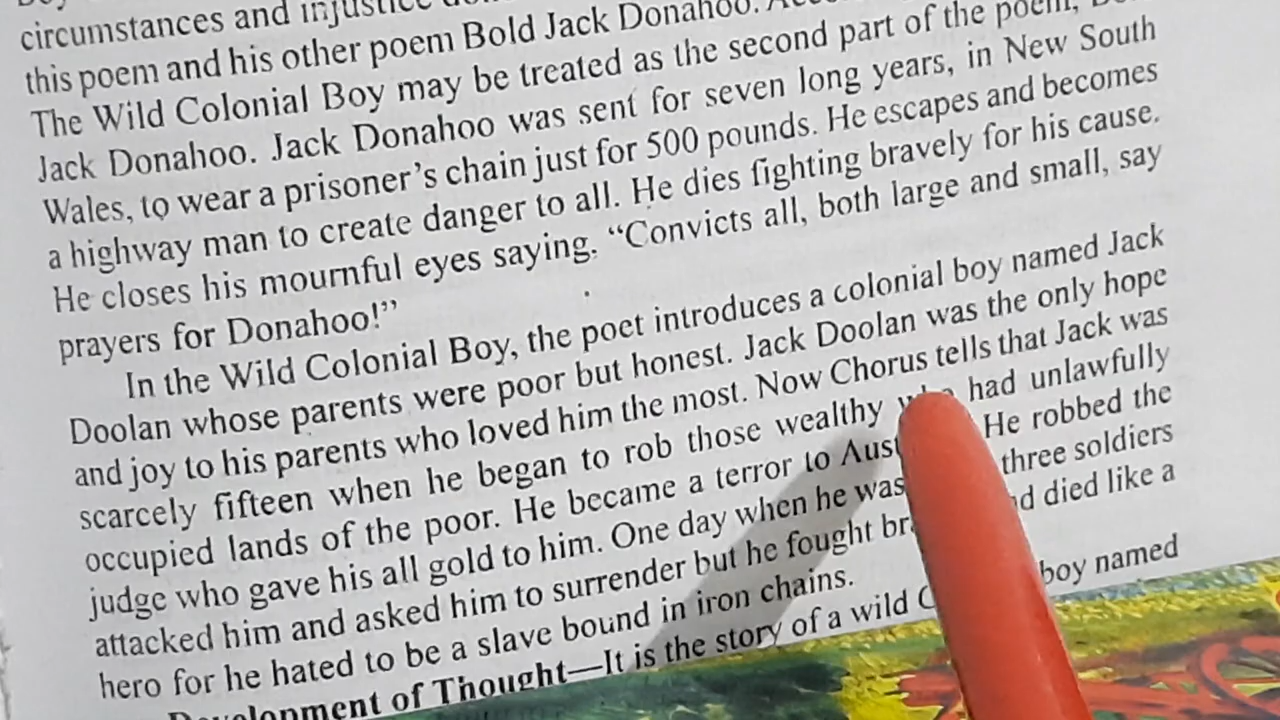 circumstances and injustice
this poem and his other poem Bold Jack Donahoo.
The Wild Colonial Boy may be treated as the second part of the poem,
Jack Donahoo. Jack Donahoo was sent for seven long years, in New South
Wales, to wear a prisoner's chain just for 500 pounds. He escapes and becomes
a highway man to create danger to all. He dies fighting bravely for his cause.
He closes his mournful eyes saying. “Convicts all, both large and small, say
prayers for Donahoo!”
In the Wild Colonial Boy, the poet introduces a colonial boy named Jack
Doolan whose parents were poor but honest. Jack Doolan was the only hope
and joy to his parents who loved him the most. Now Chorus tells that Jack was
scarcely fifteen when he began to rob those wealthy who had unlawfully
occupied lands of the poor. He became a terror to He robbed the
judge who gave his all gold to him. One day when he was three soldiers
attacked him and asked him to surrender but he fought died like a
hero for he hated to be a slave bound in iron chains.
Development of Thought—It is the story of a wild boy named